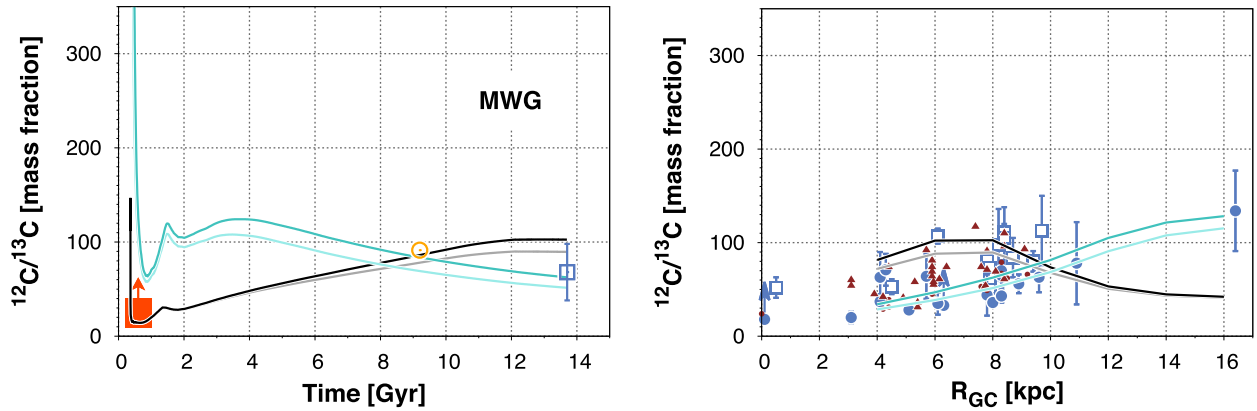 300
200
100
0
¹²C/¹³C [mass fraction]
MWG
0 2 4 6 8 10 12 14
Time [Gyr]
300
200
100
0
¹²C/¹³C [mass fraction]
0 2 4 6 8 10 12 14 16
R_GC [kpc]